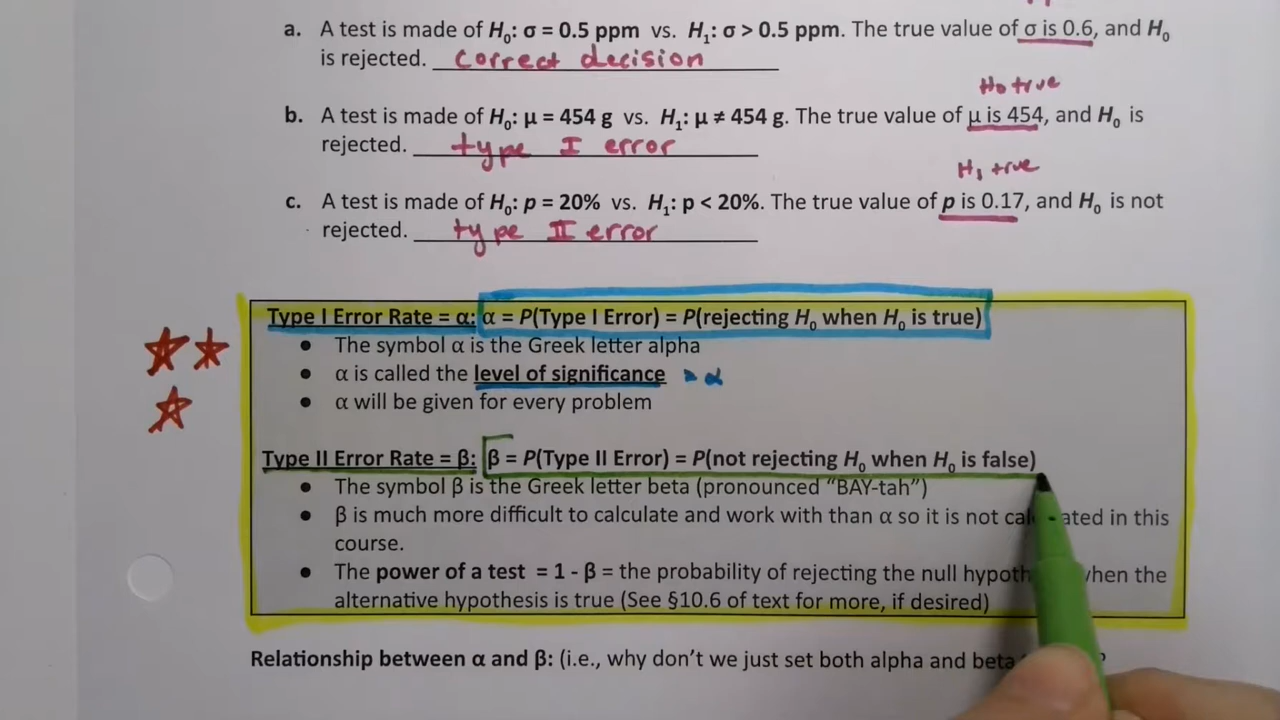 a. A test is made of H₀: σ = 0.5 ppm vs. H₁: σ > 0.5 ppm. The true value of σ is 0.6, and H₀
is rejected. correct decision
H₀ true
b. A test is made of H₀: μ = 454 g vs. H₁: μ ≠ 454 g. The true value of μ is 454, and H₀ is
rejected. type I error
H₁ true
c. A test is made of H₀: p = 20% vs. H₁: p < 20%. The true value of p is 0.17, and H₀ is not
rejected. type II error
Type I Error Rate = α: α = P(Type I Error) = P(rejecting H₀ when H₀ is true)
• The symbol α is the Greek letter alpha
• α is called the level of significance α
• α will be given for every problem
Type II Error Rate = β: β = P(Type II Error) = P(not rejecting H₀ when H₀ is false)
• The symbol β is the Greek letter beta (pronounced “BAY-tah”)
• β is much more difficult to calculate and work with than α so it is not in this
course.
• The power of a test = 1 - β = the probability of rejecting the null when the
alternative hypothesis is true (See §10.6 of text for more, if desired)
Relationship between α and β: (i.e., why don’t we just set both alpha and beta